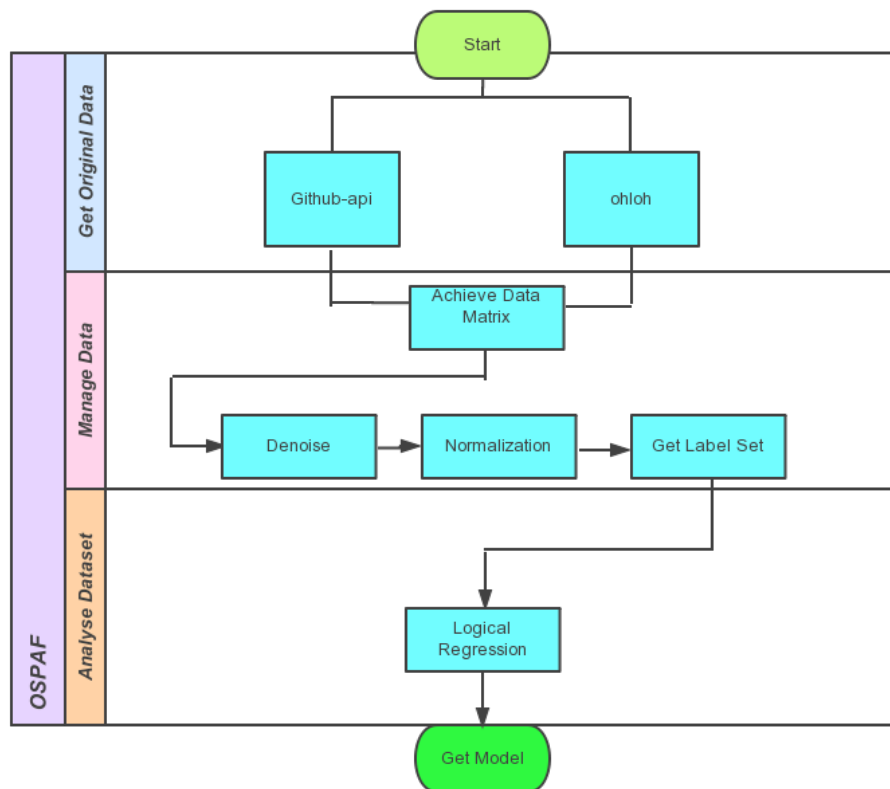 Start
OSPAF
Get Original Data
Github-api
ohloh
Manage Data
Achieve Data
Matrix
Denoise
Normalization
Get Label Set
Analyse Dataset
Logical
Regression
Get Model